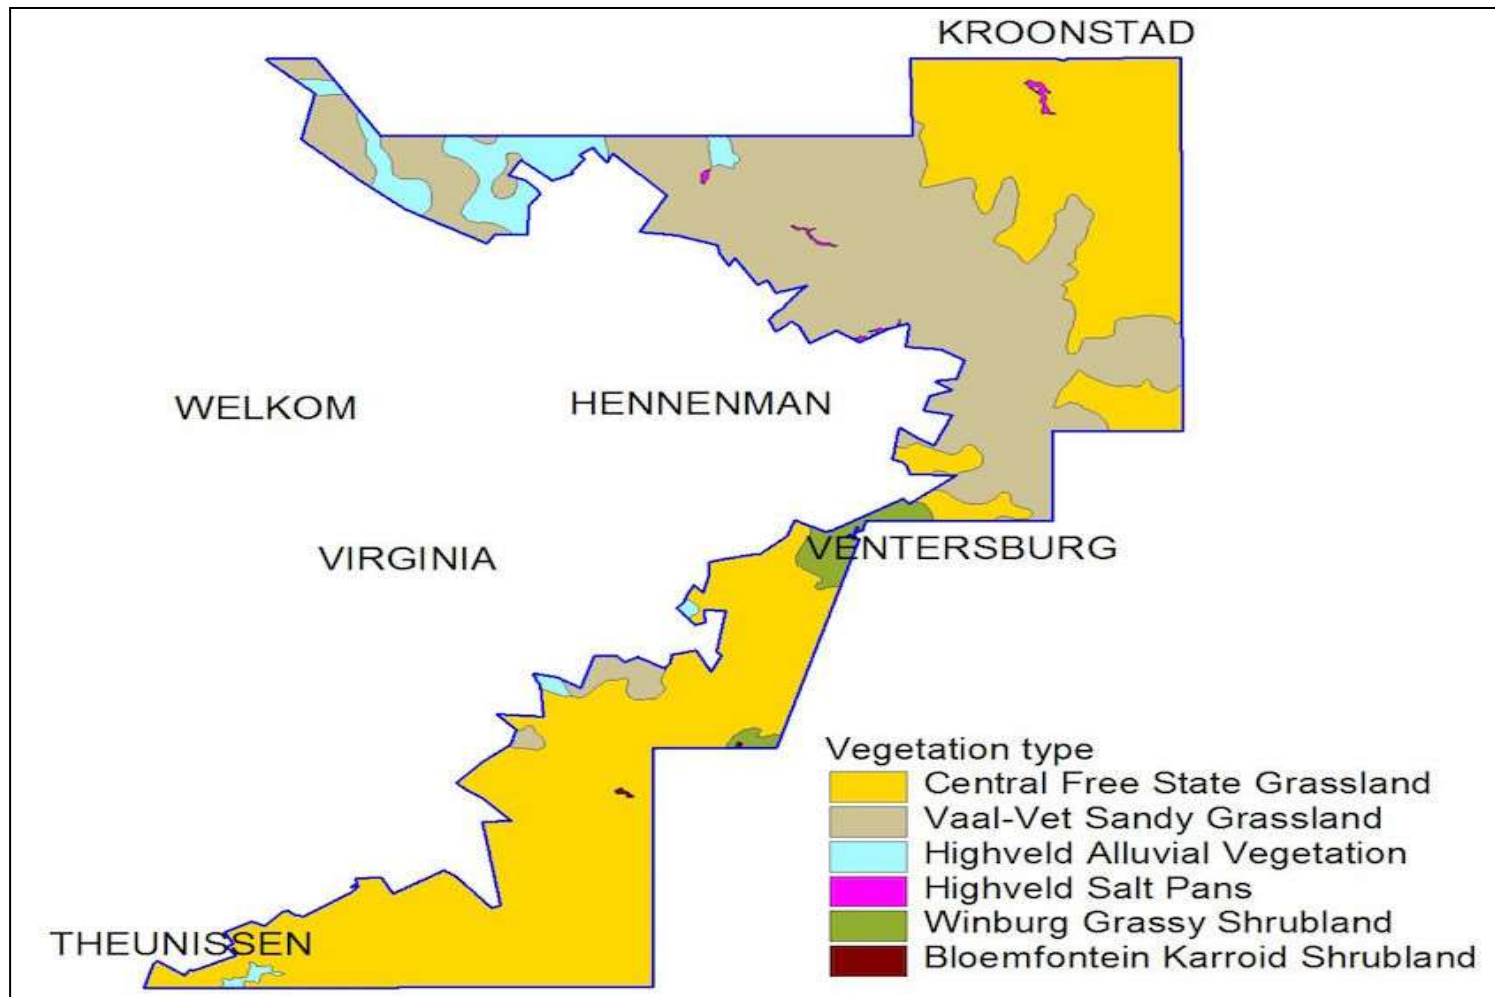 KROONSTAD
WELKOM
HENNENMAN
VIRGINIA
VENTERSBURG
THEUNISSEN
Vegetation type
Central Free State Grassland
Vaal-Vet Sandy Grassland
Highveld Alluvial Vegetation
Highveld Salt Pans
Winburg Grassy Shrubland
Bloemfontein Karroid Shrubland